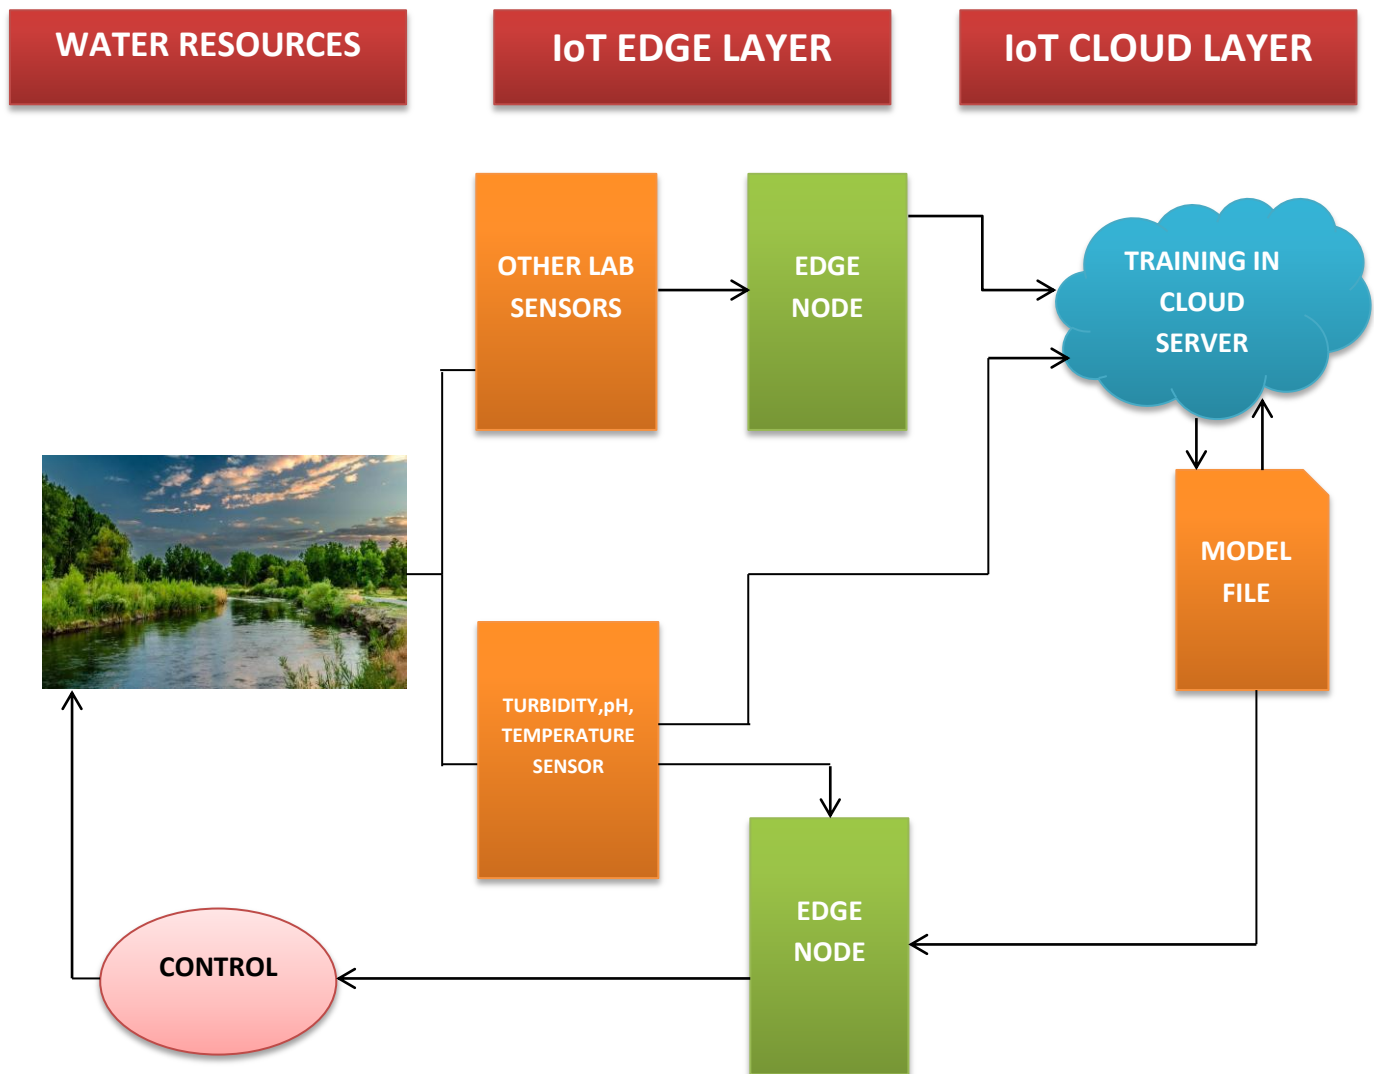 WATER RESOURCES
IoT EDGE LAYER
IoT CLOUD LAYER
OTHER LAB
SENSORS
EDGE
NODE
TRAINING IN
CLOUD
SERVER
MODEL
FILE
TURBIDITY,pH,
TEMPERATURE
SENSOR
EDGE
NODE
CONTROL